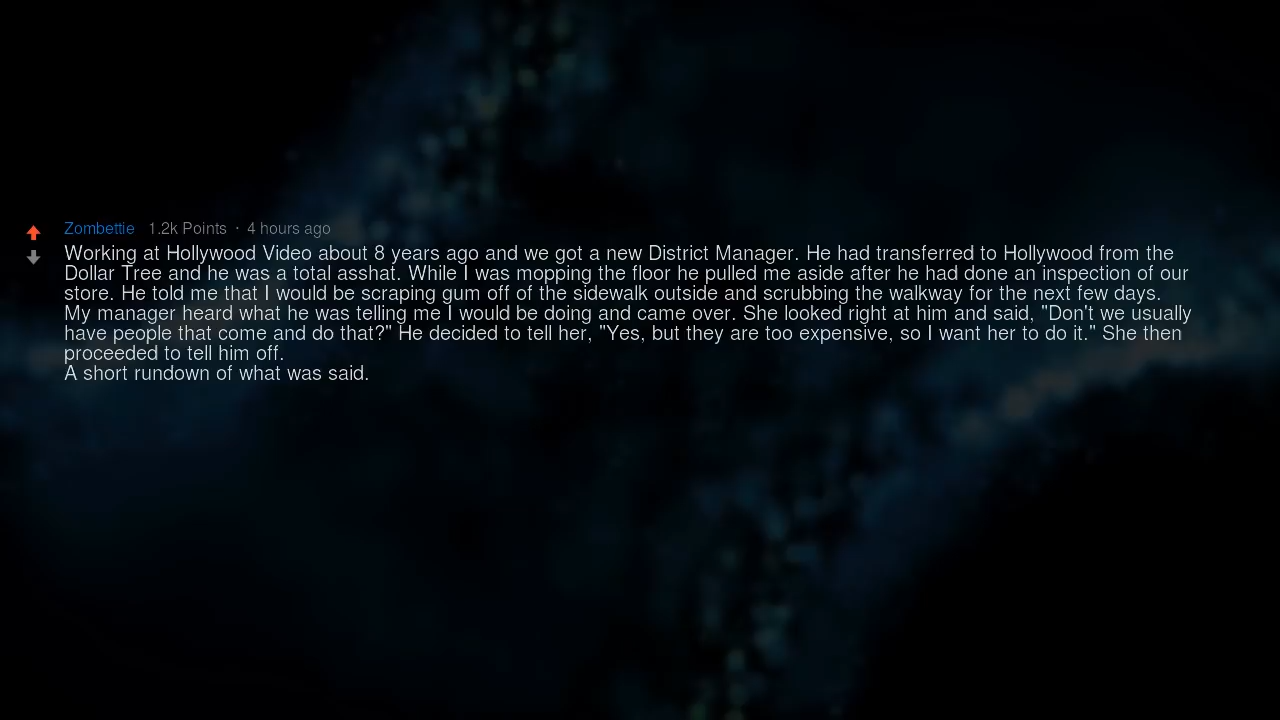 Zombettie 1.2k Points · 4 hours ago
Working at Hollywood Video about 8 years ago and we got a new District Manager. He had transferred to Hollywood from the
Dollar Tree and he was a total asshat. While I was mopping the floor he pulled me aside after he had done an inspection of our
store. He told me that I would be scraping gum off of the sidewalk outside and scrubbing the walkway for the next few days.
My manager heard what he was telling me I would be doing and came over. She looked right at him and said, "Don't we usually
have people that come and do that?" He decided to tell her, "Yes, but they are too expensive, so I want her to do it." She then
proceeded to tell him off.
A short rundown of what was said.